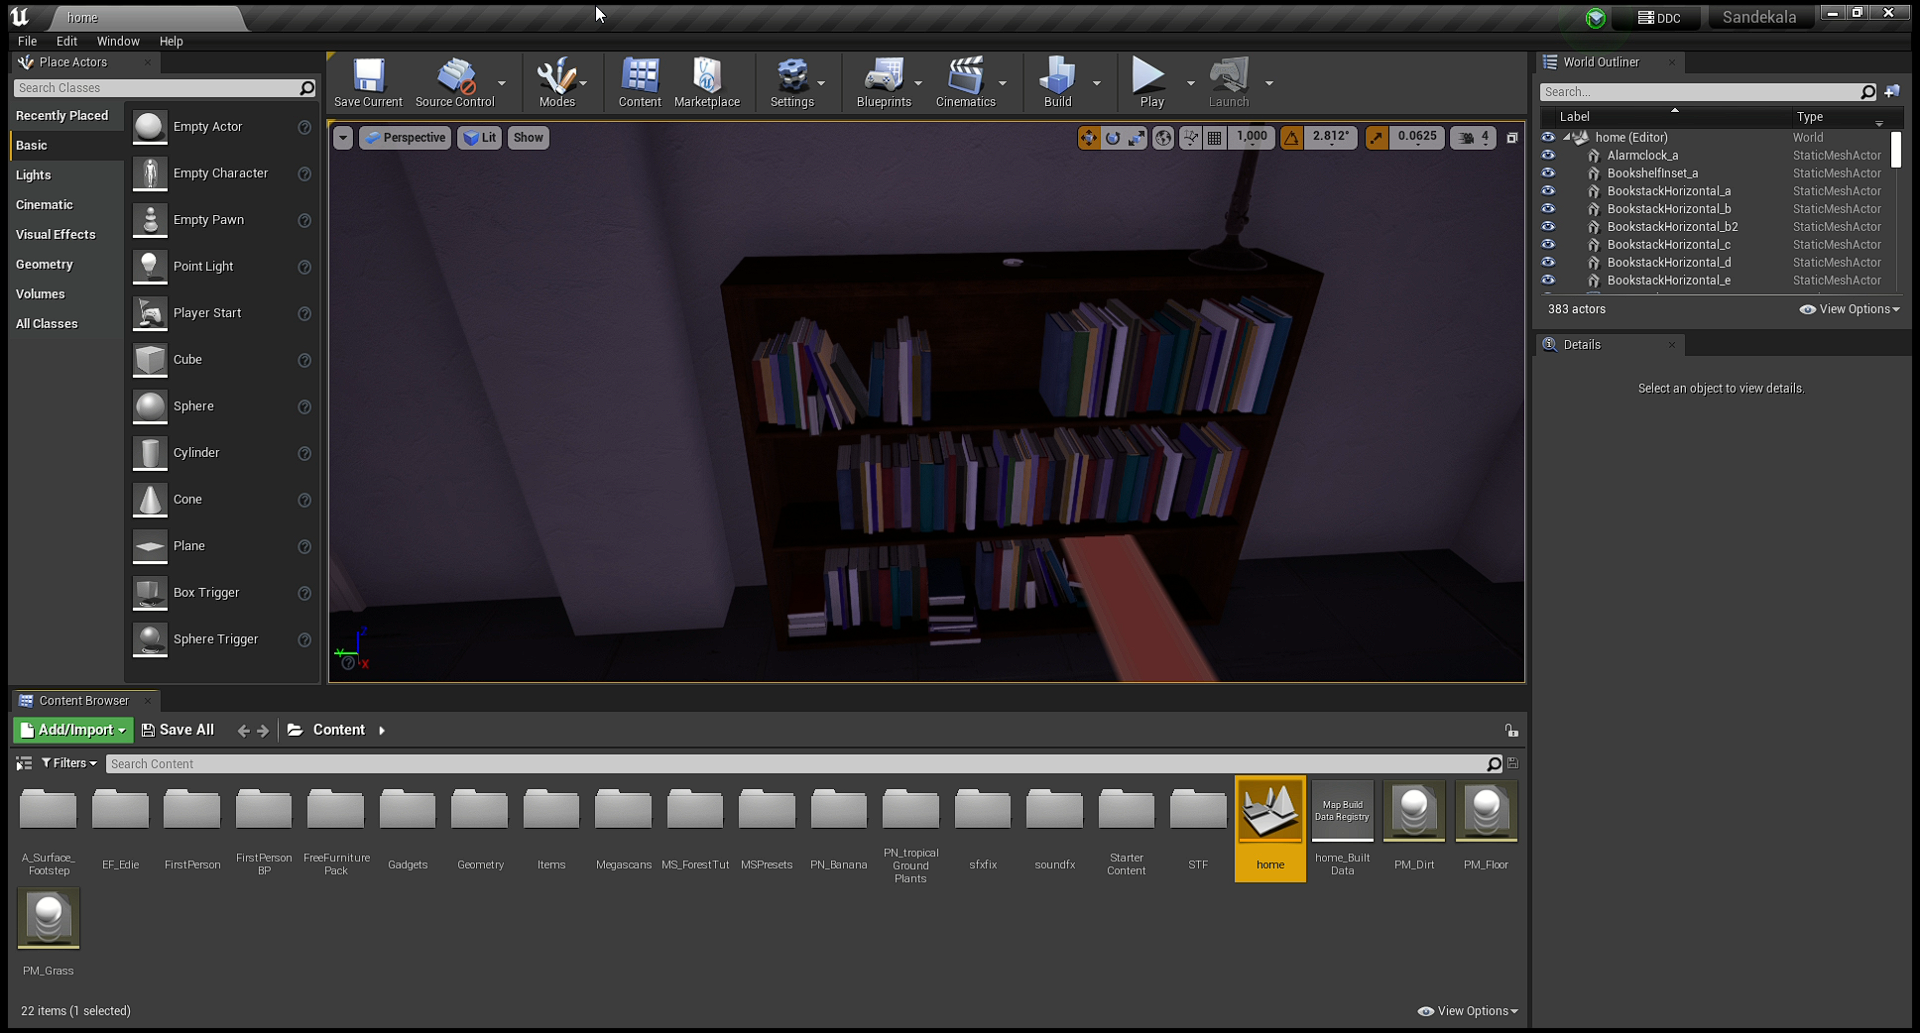 home
DDC
Sandekala
File Edit Window Help
Place Actors
Search Classes
Recently Placed
Basic
Lights
Cinematic
Visual Effects
Geometry
Volumes
All Classes
Empty Actor
Empty Character
Empty Pawn
Point Light
Player Start
Cube
Sphere
Cylinder
Cone
Plane
Box Trigger
Sphere Trigger
Save Current
Source Control
Modes
Content
Marketplace
Settings
Blueprints
Cinematics
Build
Play
Launch
Perspective
Lit
Show
1,000
2.812°
0.0625
4
Z
Y
X
World Outliner
Search...
Label Type
home (Editor) World
Alarmclock_a StaticMeshActor
BookshelfInset_a StaticMeshActor
BookstackHorizontal_a StaticMeshActor
BookstackHorizontal_b StaticMeshActor
BookstackHorizontal_b2 StaticMeshActor
BookstackHorizontal_c StaticMeshActor
BookstackHorizontal_d StaticMeshActor
BookstackHorizontal_e StaticMeshActor
383 actors
View Options
Details
Select an object to view details.
Content Browser
Add/Import
Save All
Content
Filters
Search Content
A_Surface_
Footstep
EF_Edie
FirstPerson
FirstPerson
BP
FreeFurniture
Pack
Gadgets
Geometry
Items
Megascans
MS_ForestTut
MSPresets
PN_Banana
PN_tropical
Ground
Plants
sfxfix
soundfx
Starter
Content
STF
home
Map Build
Data Registry
home_Built
Data
PM_Dirt
PM_Floor
PM_Grass
22 items (1 selected)
View Options